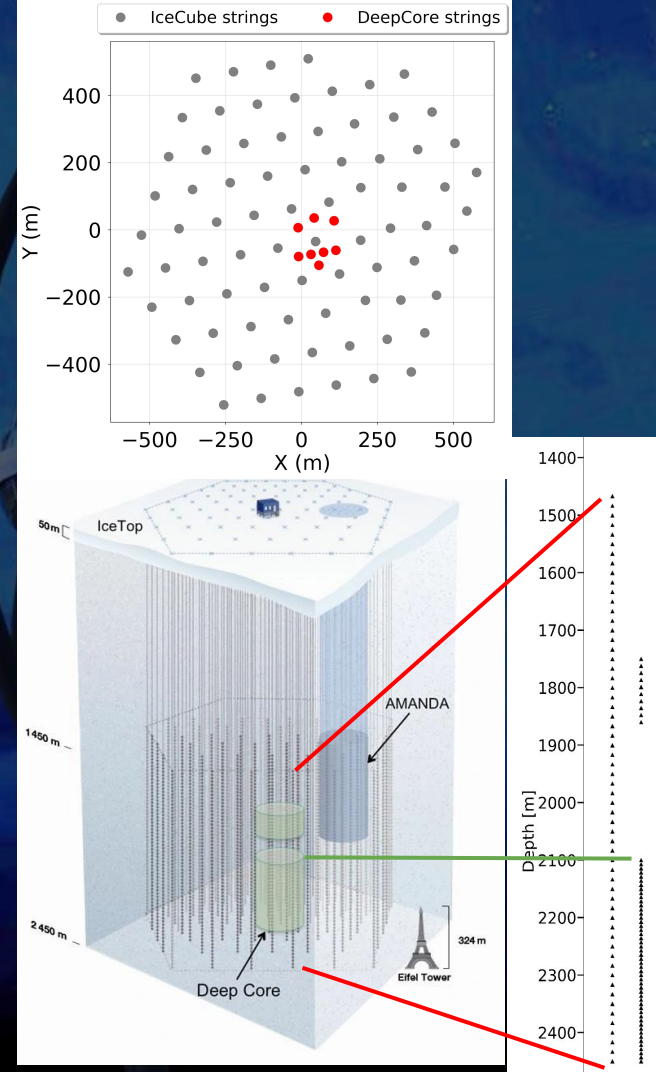 IceCube strings DeepCore strings
400
200
0
−200
−400
Y (m)
−500 −250 0 250 500
X (m)
50m
IceTop
AMANDA
1450 m
2450 m
324 m
Eifel Tower
Deep Core
1400
1500
1600
1700
1800
1900
2000
2100
2200
2300
2400
Depth [m]